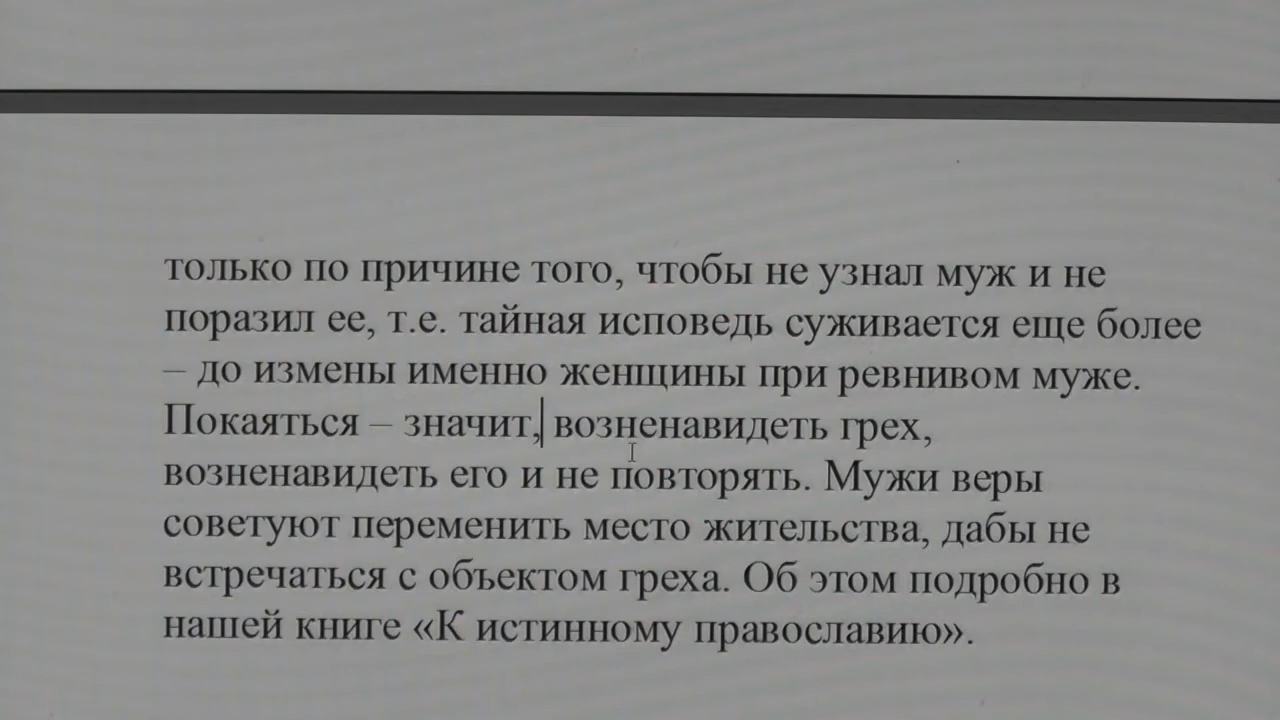 только по причине того, чтобы не узнал муж и не
поразил ее, т.е. тайная исповедь суживается еще более
– до измены именно женщины при ревнивом муже.
Покаяться – значит, возненавидеть грех,
возненавидеть его и не повторять. Мужи веры
советуют переменить место жительства, дабы не
встречаться с объектом греха. Об этом подробно в
нашей книге «К истинному православию».